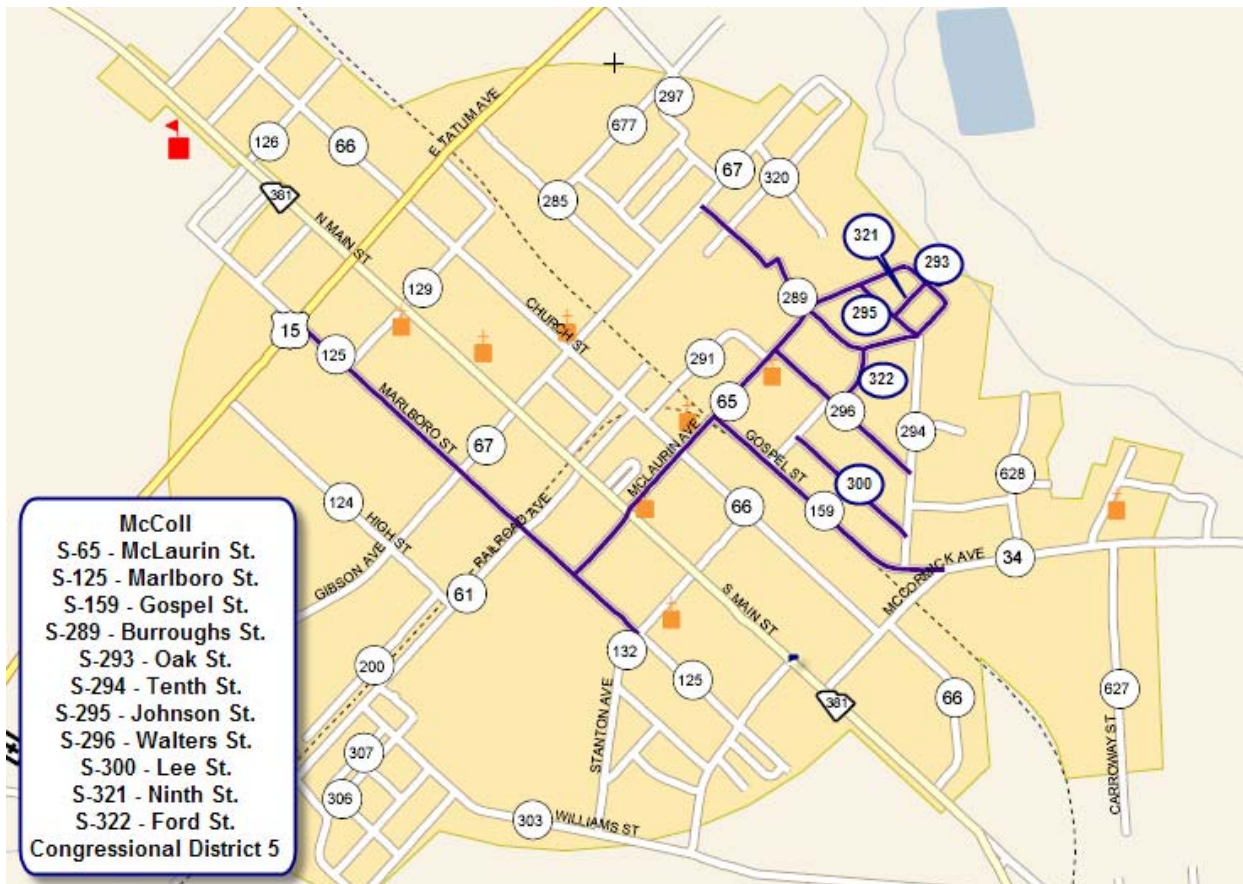 297
677
126
66
E TATUM AVE
67
320
285
381
321
293
N MAIN ST
129
289
295
15
CHURCH ST
125
291
322
MARLBORO ST
65
296
294
67
MCLAURIN AVE
GOSPEL ST
628
124
HIGH ST
RAILROAD AVE
66
300
159
GIBSON AVE
61
S MAIN ST
MCCORMICK AVE
34
132
200
125
STANTON AVE
381
66
627
CARROWAY ST
307
306
303
WILLIAMS ST
McColl
S-65 - McLaurin St.
S-125 - Marlboro St.
S-159 - Gospel St.
S-289 - Burroughs St.
S-293 - Oak St.
S-294 - Tenth St.
S-295 - Johnson St.
S-296 - Walters St.
S-300 - Lee St.
S-321 - Ninth St.
S-322 - Ford St.
Congressional District 5